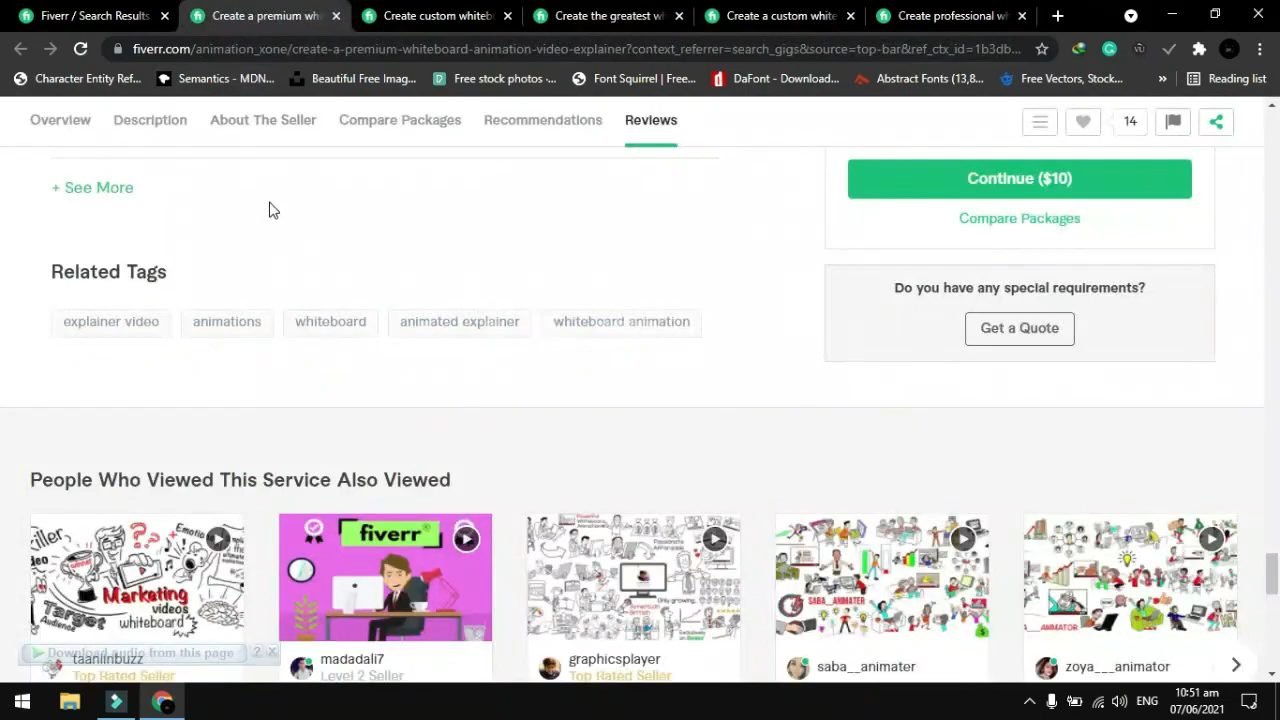 Fiverr / Search Results
Create a premium wh
Create custom whiteb
Create the greatest w
Create a custom white
Create professional w
fiverr.com/animation_xone/create-a-premium-whiteboard-animation-video-explainer?context_referrer=search_gigs&source=top-bar&ref_ctx_id=1b3db...
Character Entity Ref...
Semantics - MDN...
Beautiful Free Imag...
Free stock photos ·...
Font Squirrel | Free...
DaFont - Download...
Abstract Fonts (13,8...
Free Vectors, Stock...
»
Reading list
Overview
Description
About The Seller
Compare Packages
Recommendations
Reviews
14
+ See More
Continue ($10)
Compare Packages
Related Tags
explainer video
animations
whiteboard
animated explainer
whiteboard animation
Do you have any special requirements?
Get a Quote
People Who Viewed This Service Also Viewed
Marketing
videos
whiteboard
Target
Audience
fiverr
SABA_ANIMATER
Download audio from this page
?
taaniinbuzz
Top Rated Seller
madadali7
Level 2 Seller
graphicsplayer
Top Rated Seller
saba__animater
zoya___animator
ENG
10:51 am
07/06/2021